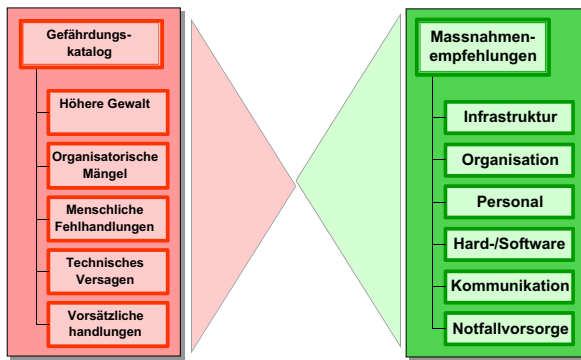 Gefährdungs-
katalog
Höhere Gewalt
Organisatorische
Mängel
Menschliche
Fehlhandlungen
Technisches
Versagen
Vorsätzliche
handlungen
Massnahmen-
empfehlungen
Infrastruktur
Organisation
Personal
Hard-/Software
Kommunikation
Notfallvorsorge